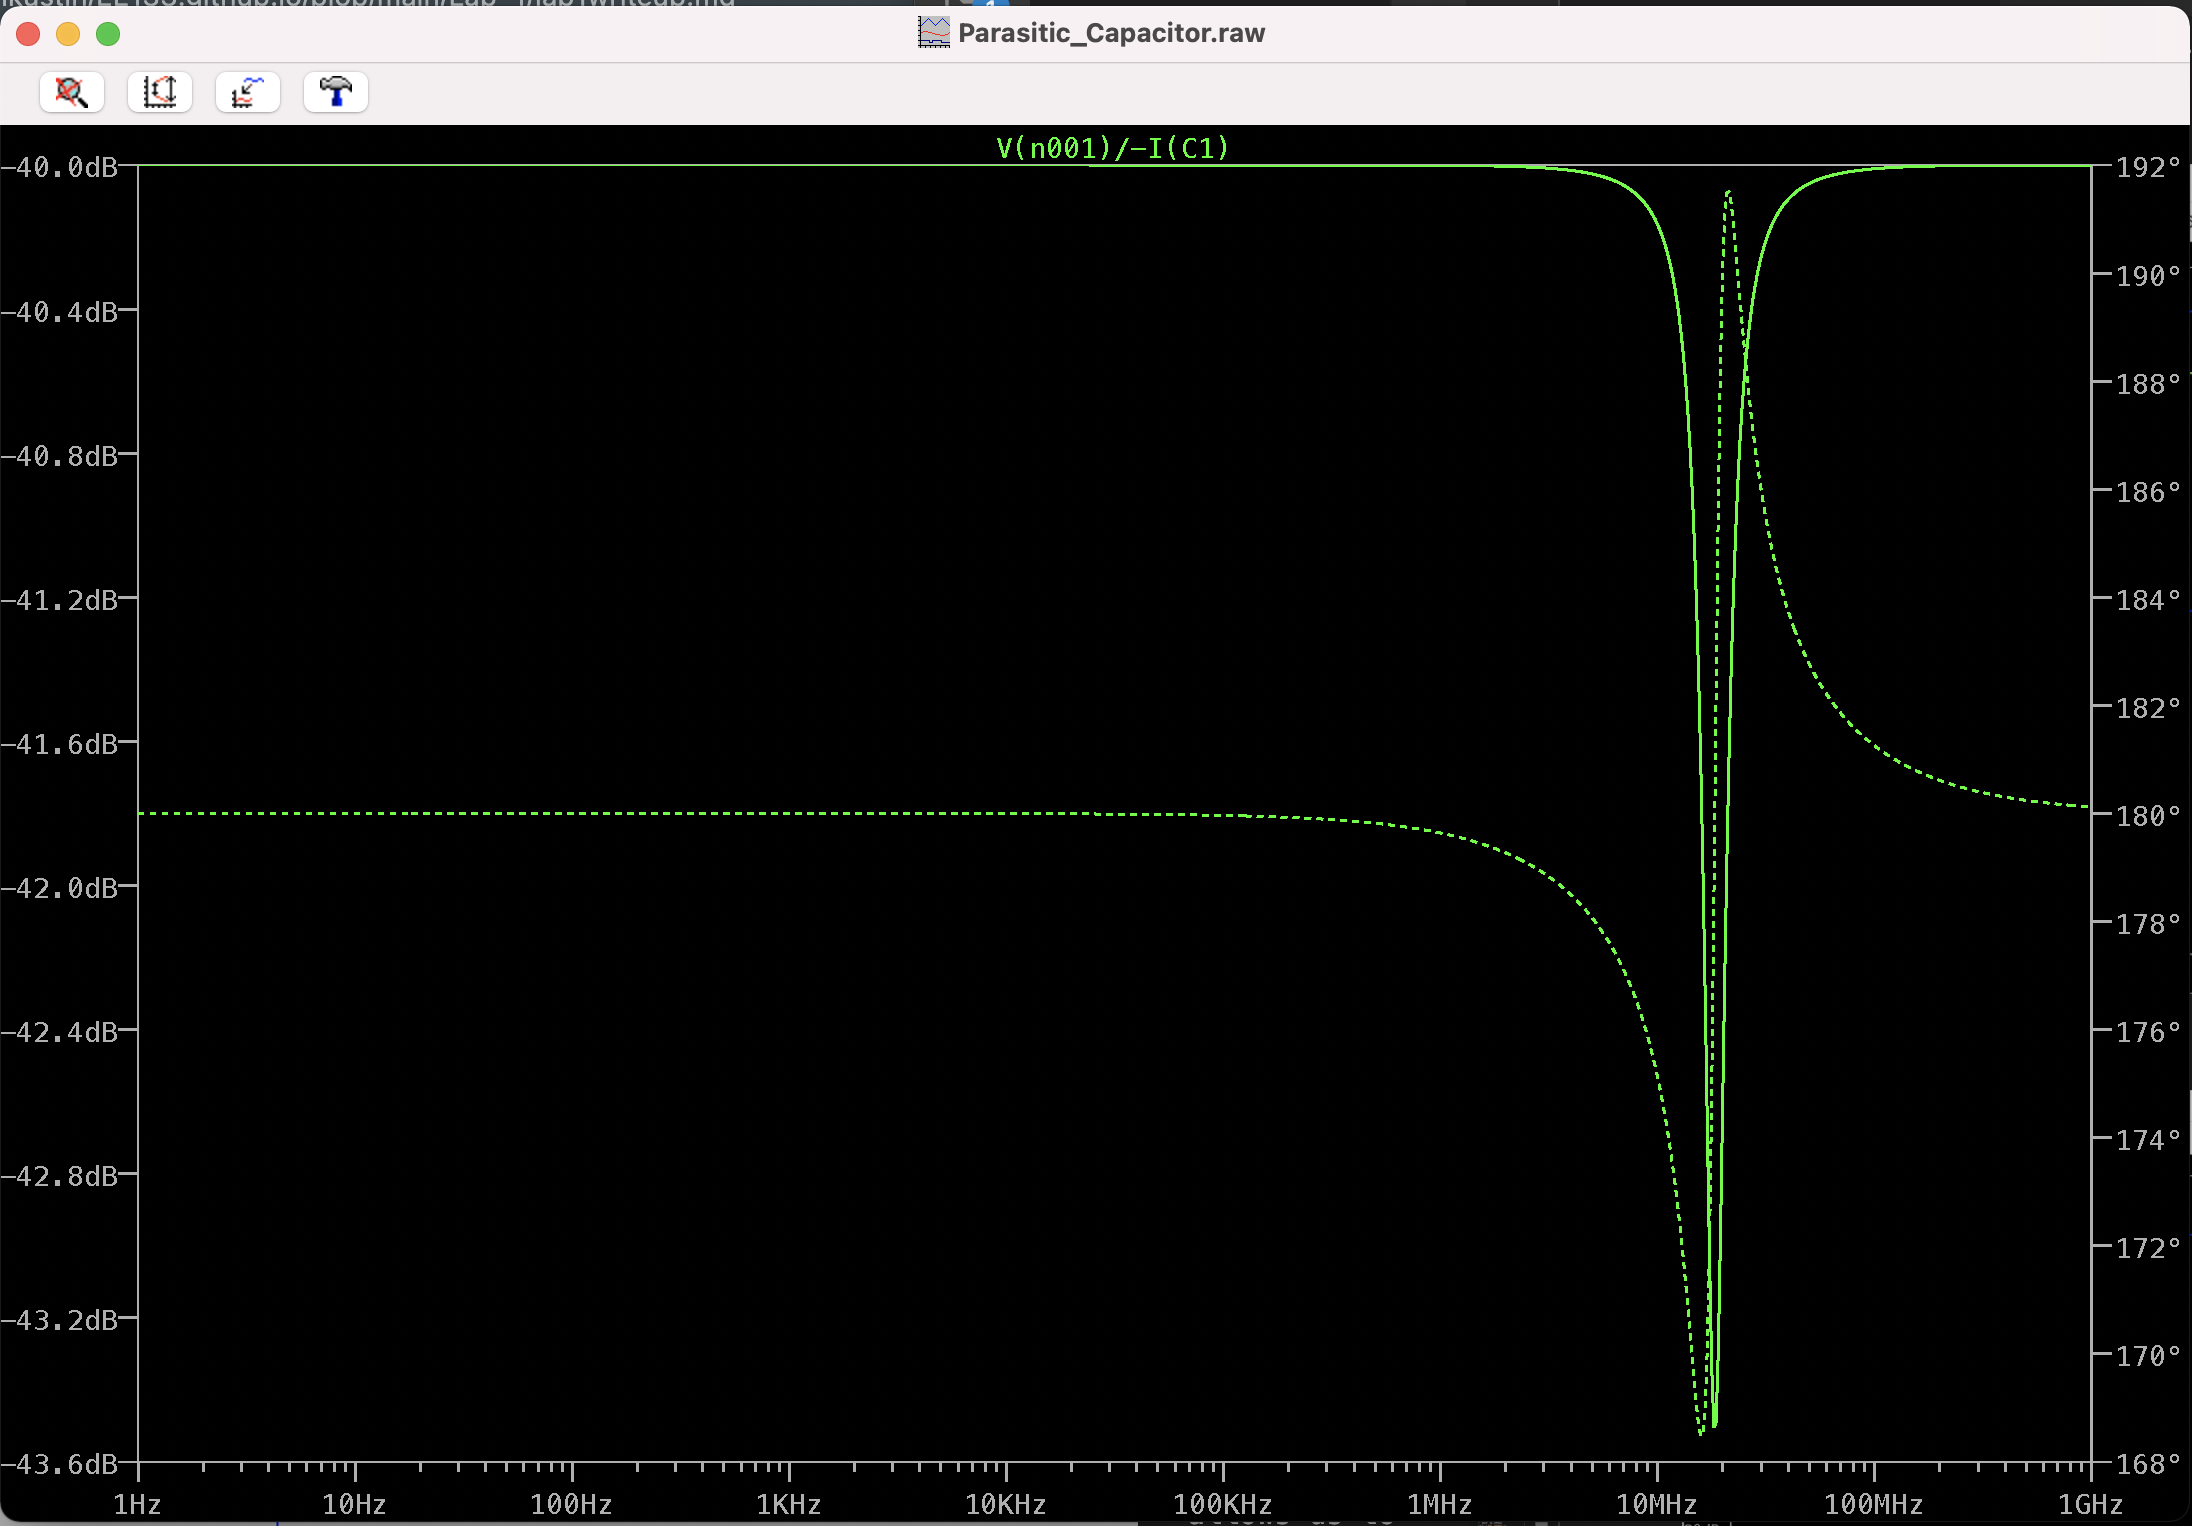 Parasitic_Capacitor.raw
V(n001)/−I(C1)
−40.0dB
−40.4dB
−40.8dB
−41.2dB
−41.6dB
−42.0dB
−42.4dB
−42.8dB
−43.2dB
−43.6dB
192°
190°
188°
186°
184°
182°
180°
178°
176°
174°
172°
170°
168°
1Hz 10Hz 100Hz 1KHz 10KHz 100KHz 1MHz 10MHz 100MHz 1GHz